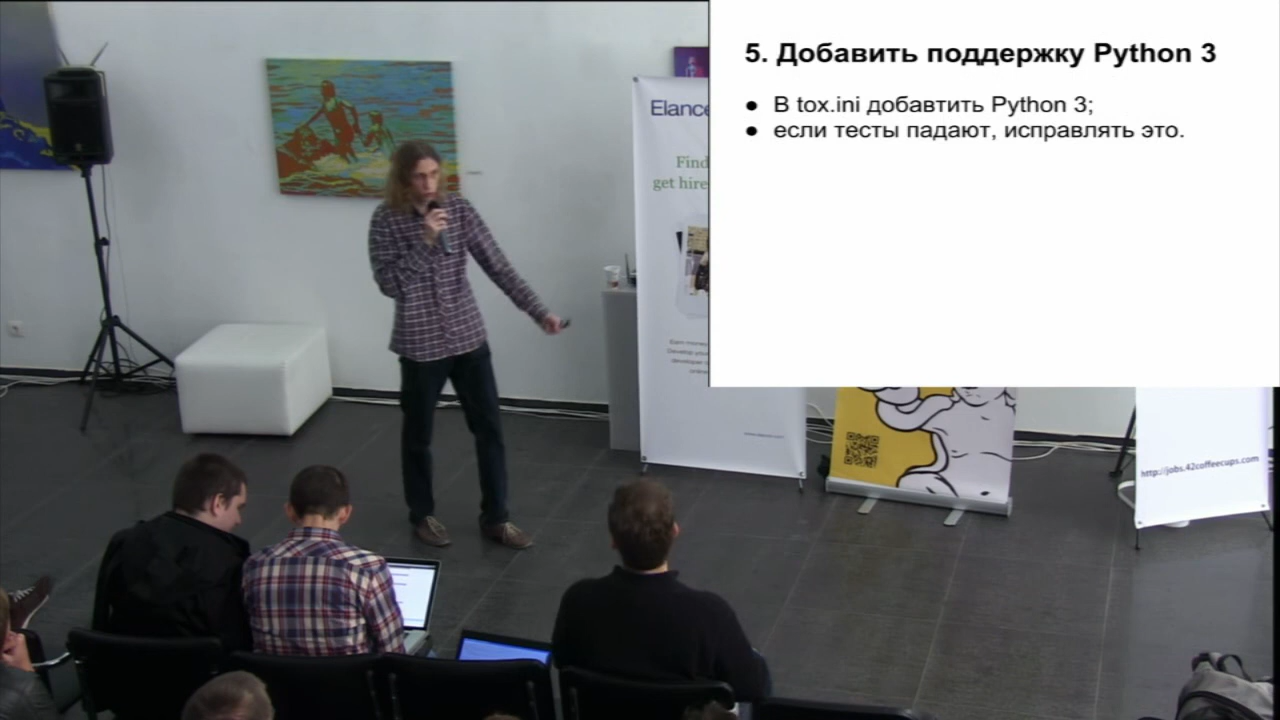 5. Добавить поддержку Python 3
● В tox.ini добавтить Python 3;
● если тесты падают, исправлять это.
Elance
Find
get hire
http://jobs.42coffeecups.com